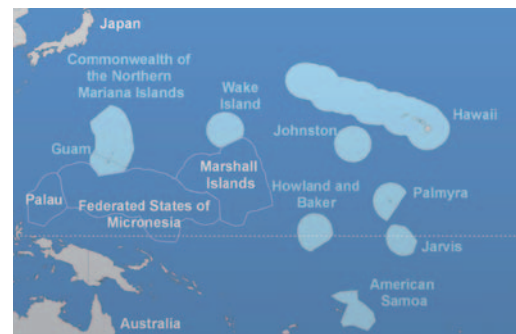 Japan
Commonwealth of
the Northern
Mariana Islands
Wake
Island
Hawaii
Johnston
Guam
Marshall
Islands
Palau
Federated States of
Micronesia
Howland and
Baker
Palmyra
Jarvis
American
Samoa
Australia